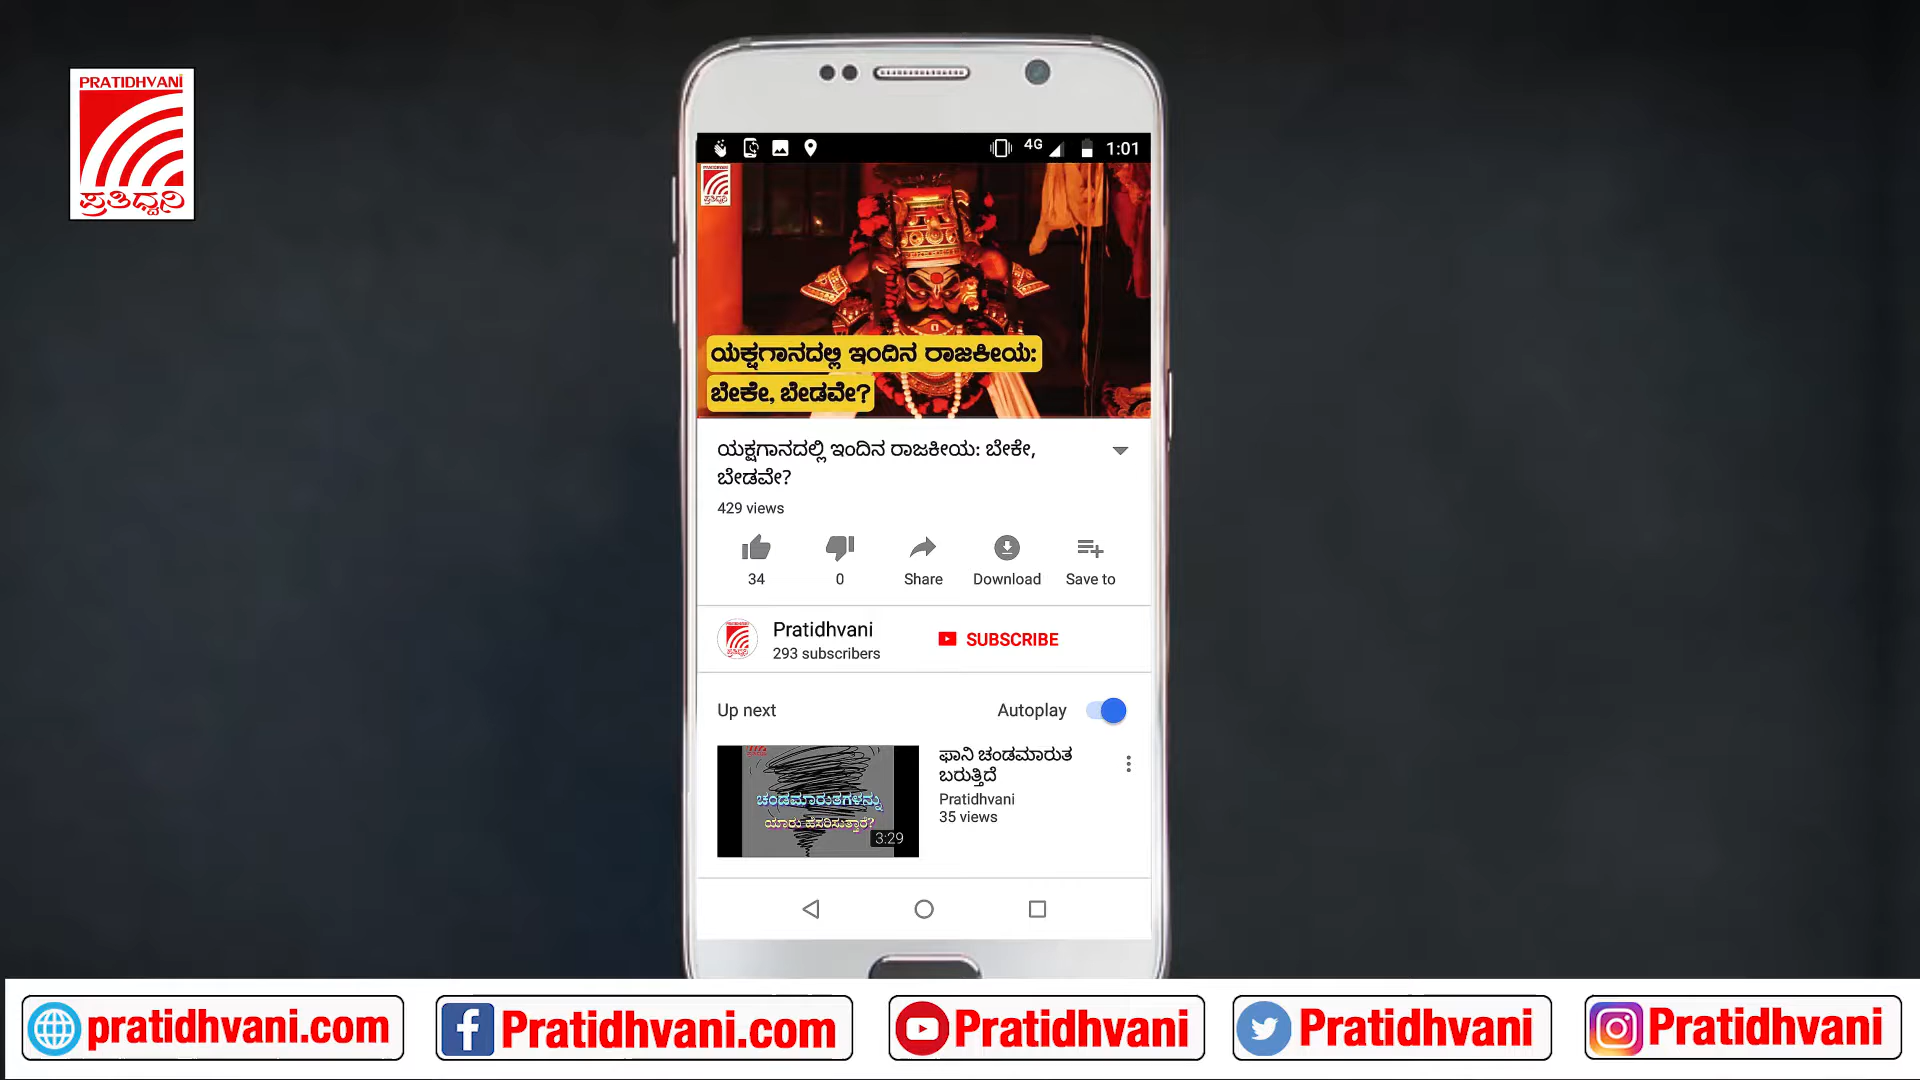 PRATIDHVANI
ಪ್ರತಿಧ್ವನಿ
4G 1:01
ಯಕ್ಷಗಾನದಲ್ಲಿ ಇಂದಿನ ರಾಜಕೀಯ:
ಬೇಕೇ, ಬೇಡವೇ?
ಯಕ್ಷಗಾನದಲ್ಲಿ ಇಂದಿನ ರಾಜಕೀಯ: ಬೇಕೇ,
ಬೇಡವೇ?
429 views
34 0 Share Download Save to
Pratidhvani
293 subscribers
SUBSCRIBE
Up next Autoplay
ಚಂಡಮಾರುತಗಳನ್ನು
ಯಾರು ಹೆಸರಿಸುತ್ತಾರೆ?
3:29
ಫಾನಿ ಚಂಡಮಾರುತ
ಬರುತ್ತಿದೆ
Pratidhvani
35 views
pratidhvani.com Pratidhvani.com Pratidhvani Pratidhvani Pratidhvani